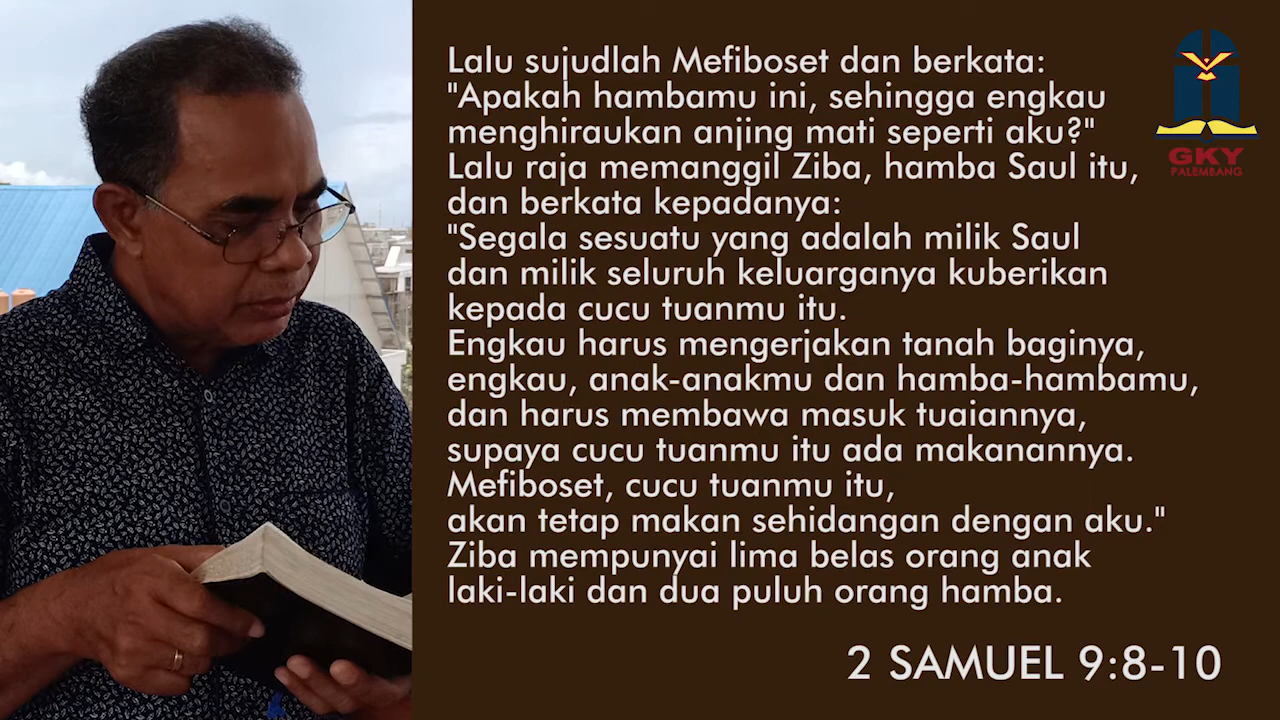 Lalu sujudlah Mefiboset dan berkata:
"Apakah hambamu ini, sehingga engkau
menghiraukan anjing mati seperti aku?"
Lalu raja memanggil Ziba, hamba Saul itu,
dan berkata kepadanya:
"Segala sesuatu yang adalah milik Saul
dan milik seluruh keluarganya kuberikan
kepada cucu tuanmu itu.
Engkau harus mengerjakan tanah baginya,
engkau, anak-anakmu dan hamba-hambamu,
dan harus membawa masuk tuaiannya,
supaya cucu tuanmu itu ada makanannya.
Mefiboset, cucu tuanmu itu,
akan tetap makan sehidangan dengan aku."
Ziba mempunyai lima belas orang anak
laki-laki dan dua puluh orang hamba.
2 SAMUEL 9:8-10
GKY
PALEMBANG